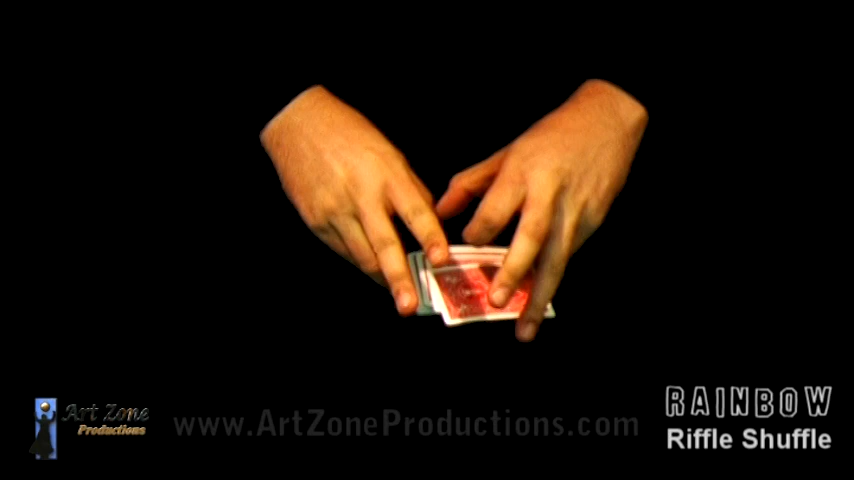 Art Zone
Productions
www.ArtZoneProductions.com
RAINBOW
Riffle Shuffle